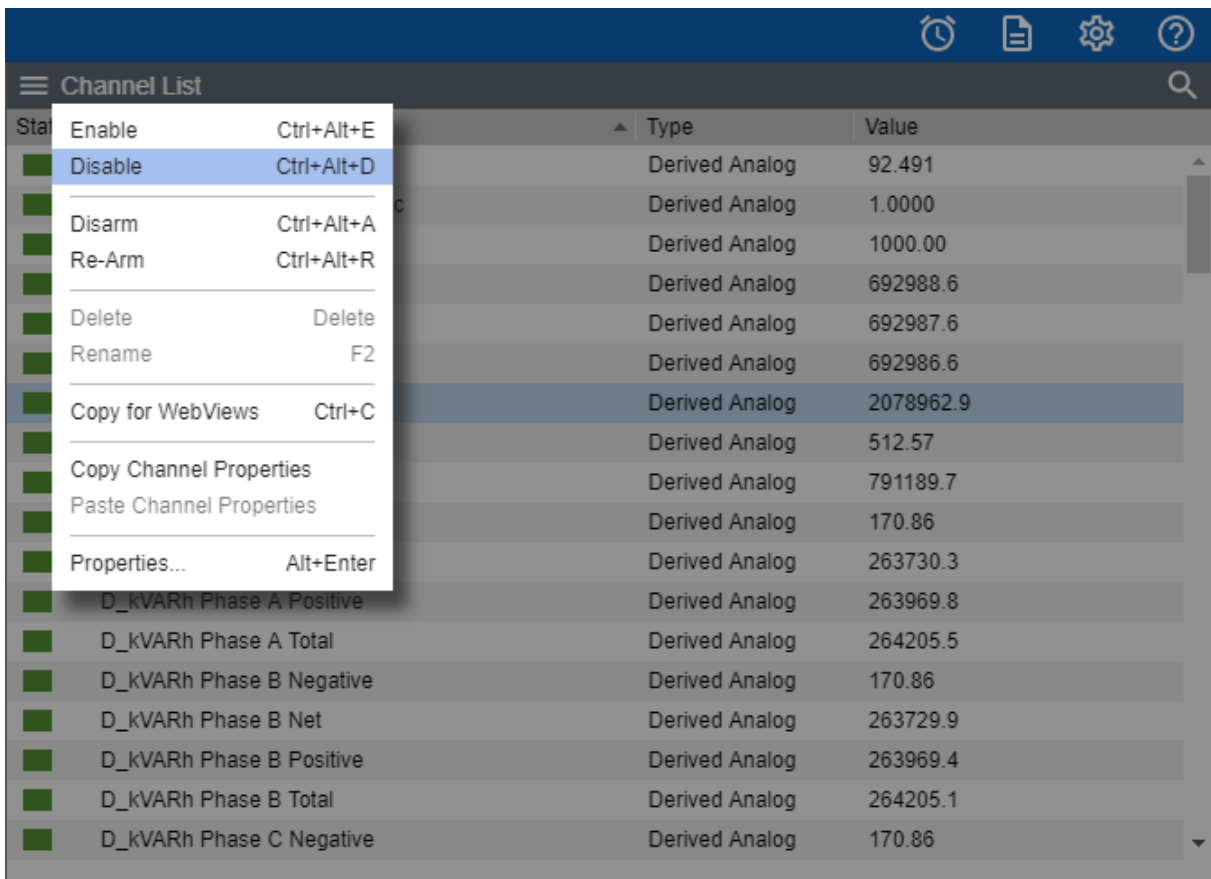 Channel List
Type Value
Enable Ctrl+Alt+E
Disable Ctrl+Alt+D
Disarm Ctrl+Alt+A
Re-Arm Ctrl+Alt+R
Delete Delete
Rename F2
Copy for WebViews Ctrl+C
Copy Channel Properties
Paste Channel Properties
Properties... Alt+Enter
Derived Analog 92.491
Derived Analog 1.0000
Derived Analog 1000.00
Derived Analog 692988.6
Derived Analog 692987.6
Derived Analog 692986.6
Derived Analog 2078962.9
Derived Analog 512.57
Derived Analog 791189.7
Derived Analog 170.86
Derived Analog 263730.3
D_kVARh Phase A Positive Derived Analog 263969.8
D_kVARh Phase A Total Derived Analog 264205.5
D_kVARh Phase B Negative Derived Analog 170.86
D_kVARh Phase B Net Derived Analog 263729.9
D_kVARh Phase B Positive Derived Analog 263969.4
D_kVARh Phase B Total Derived Analog 264205.1
D_kVARh Phase C Negative Derived Analog 170.86